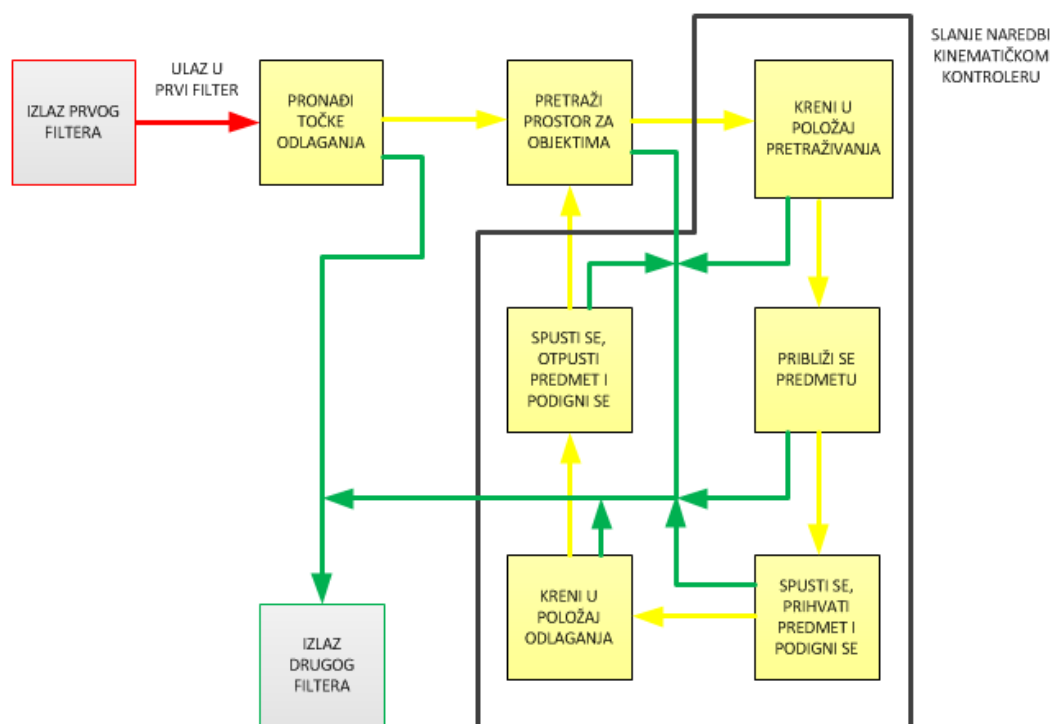 SLANJE NAREDBI
KINEMATIČKOM
KONTROLERU
ULAZ U
PRVI FILTER
IZLAZ PRVOG
FILTERA
PRONAĐI
TOČKE
ODLAGANJA
PRETRAŽI
PROSTOR ZA
OBJEKTIMA
KRENI U
POLOŽAJ
PRETRAŽIVANJA
SPUSTI SE,
OTPUSTI
PREDMET I
PODIGNI SE
PRIBLIŽI SE
PREDMETU
KRENI U
POLOŽAJ
ODLAGANJA
SPUSTI SE,
PRIHVATI
PREDMET I
PODIGNI SE
IZLAZ
DRUGOG
FILTERA